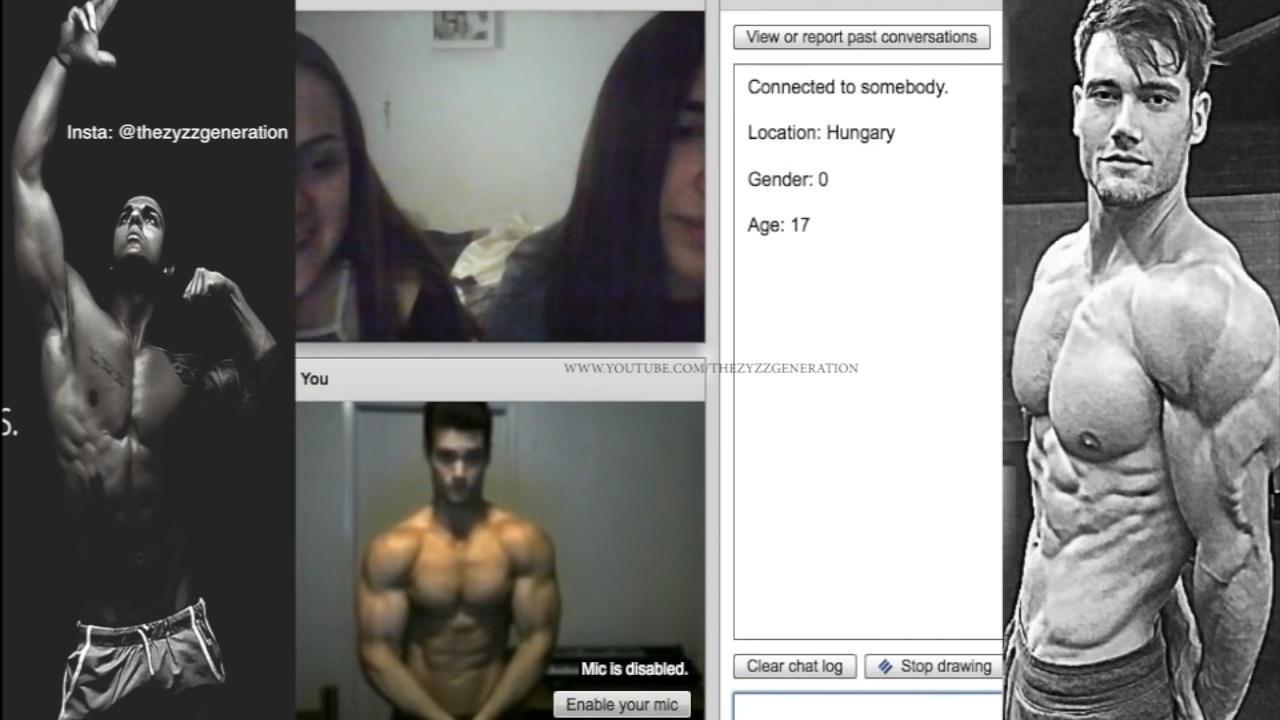 Insta: @thezyzzgeneration
s.
View or report past conversations
Connected to somebody.
Location: Hungary
Gender: 0
Age: 17
WWW.YOUTUBE.COM/THEZYZZGENERATION
You
Mic is disabled.
Enable your mic
Clear chat log
Stop drawing